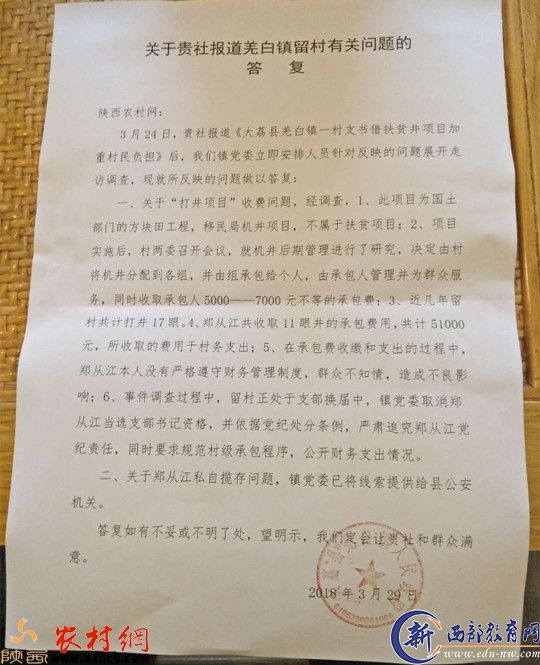 关于贵社报道羌白镇留村有关问题的
答 复
陕西农村网：
3月24日，贵社报道《大荔县羌白镇一村支书借扶贫井项目加
重村民负担》后，我们镇党委立即安排人员针对反映的问题展开走
访调查，现就所反映的问题做以答复：
一、关于“打井项目”收费问题，经调查，1、此项目为国土
部门的方块田工程，移民局机井项目，不属于扶贫项目；2、项目
实施后，村两委召开会议，就机井后期管理进行了研究，决定由村
将机井分配到各组，并由组承包给个人，由承包人管理并为群众服
务，同时收取承包人5000——7000元不等的承包费；3、近几年留
村共计打井17眼。4、郑从江共收取11眼井的承包费用，共计51000
元，所收取的费用于村务支出；5、在承包费收缴和支出的过程中，
郑从江本人没有严格遵守财务管理制度，群众不知情，造成不良影
响；6、事件调查过程中，留村正处于支部换届中，镇党委取消郑
从江当选支部书记资格，并依据党纪处分条例，严肃追究郑从江党
纪责任，同时要求规范村级承包程序，公开财务支出情况。
二、关于郑从江私自揽存问题，镇党委已将线索提供给县公安
机关。
答复如有不妥或不明了处，望明示，我们定会让贵社和群众满
意。
2018年3月29日
陕西
农村網
新 西部教育网
www.edu-nw.com